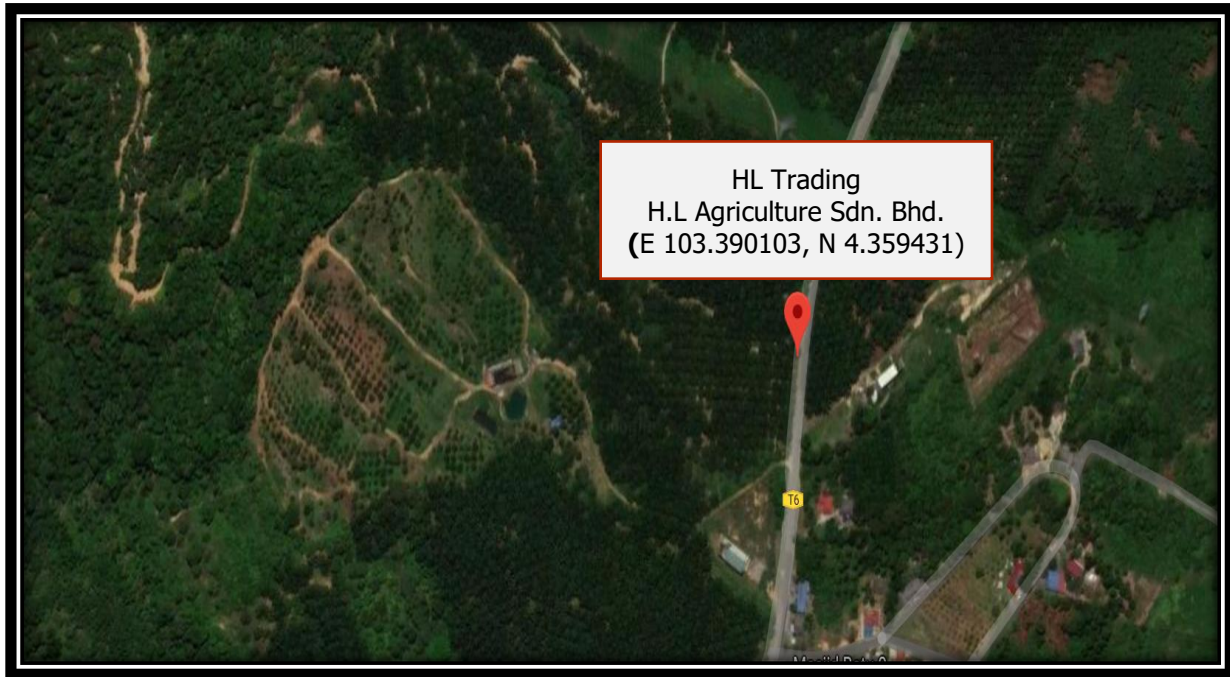 HL Trading
H.L Agriculture Sdn. Bhd.
(E 103.390103, N 4.359431)
T6